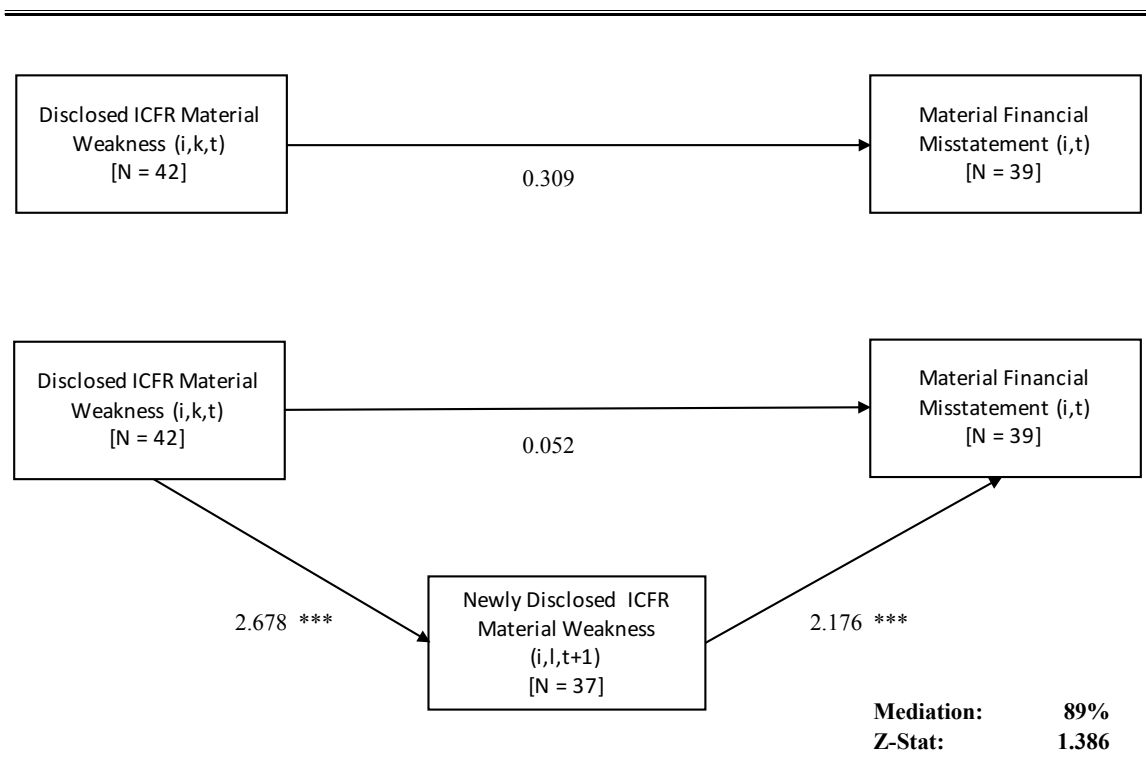 Disclosed ICFR Material
Weakness (i,k,t)
[N = 42]
0.309
Material Financial
Misstatement (i,t)
[N = 39]
Disclosed ICFR Material
Weakness (i,k,t)
[N = 42]
0.052
Material Financial
Misstatement (i,t)
[N = 39]
2.678 ***
Newly Disclosed ICFR
Material Weakness
(i,l,t+1)
[N = 37]
2.176 ***
Mediation: 89%
Z-Stat: 1.386